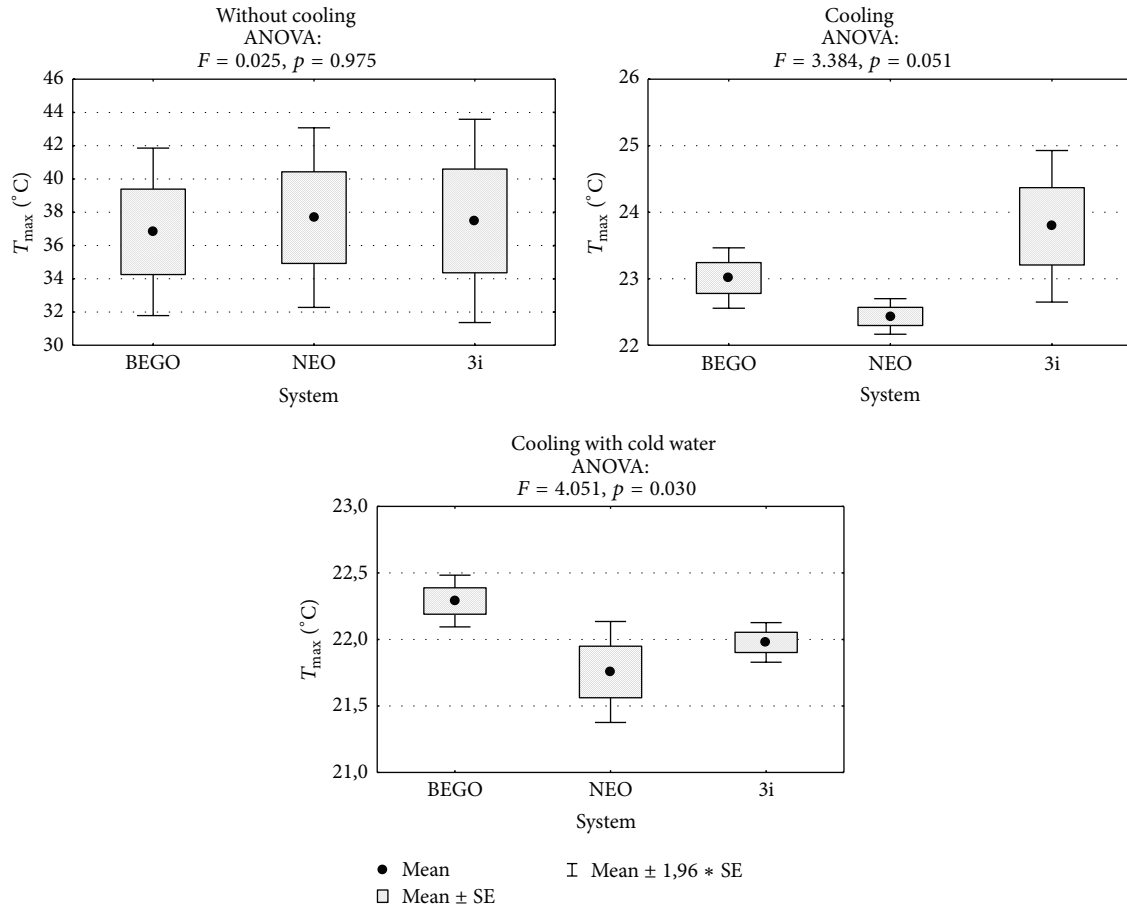 Without cooling
ANOVA:
F = 0.025, p = 0.975
46
44
42
40
38
36
34
32
30
T_max (°C)
BEGO NEO 3i
System
Cooling
ANOVA
F = 3.384, p = 0.051
26
25
24
23
22
T_max (°C)
BEGO NEO 3i
System
Cooling with cold water
ANOVA:
F = 4.051, p = 0.030
23,0
22,5
22,0
21,5
21,0
T_max (°C)
BEGO NEO 3i
System
Mean
Mean ± SE
Mean ± 1,96 * SE